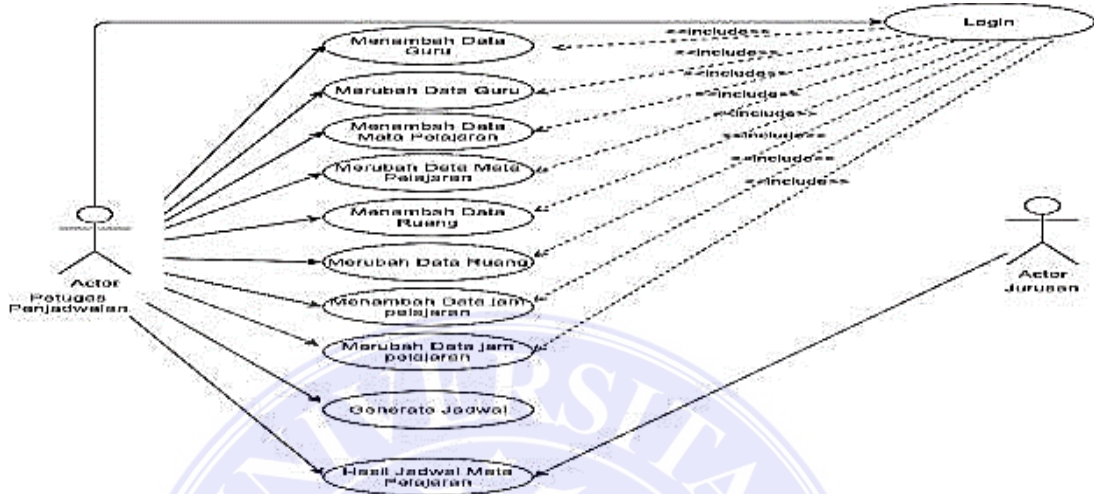 Login
Menambah Data
Guru
<<include>>
<<include>>
<<include>>
<<include>>
<<include>>
<<include>>
<<include>>
<<include>>
Merubah Data Guru
Menambah Data
Mata Pelajaran
Merubah Data Mata
Pelajaran
Menambah Data
Ruang
Merubah Data Ruang
Menambah Data jam
pelajaran
Merubah Data jam
pelajaran
Generate Jadwal
Hasil Jadwal Mata
Pelajaran
Actor
Petugas
Penjadwalan
Actor
Jurusan
UNIVERSITA